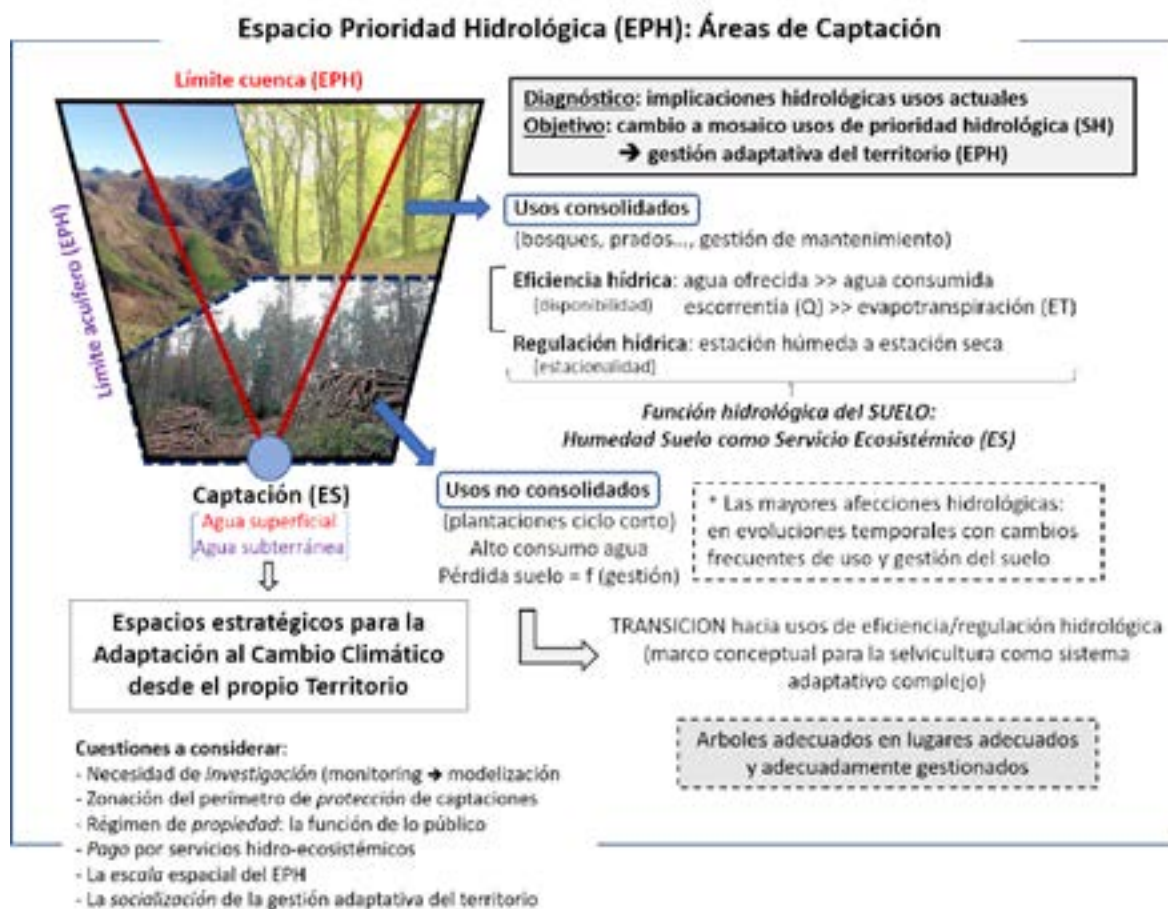 Espacio Prioridad Hidrológica (EPH): Áreas de Captación
Límite cuenca (EPH)
Límite acuífero (EPH)
Diagnóstico: implicaciones hidrológicas usos actuales
Objetivo: cambio a mosaico usos de prioridad hidrológica (SH)
➔ gestión adaptativa del territorio (EPH)
Usos consolidados
(bosques, prados..., gestión de mantenimiento)
Eficiencia hídrica: agua ofrecida >> agua consumida
[disponibilidad) escorrentía (Q) >> evapotranspiración (ET)
Regulación hídrica: estación húmeda a estación seca
[estacionalidad]
Función hidrológica del SUELO:
Humedad Suelo como Servicio Ecosistémico (ES)
Captación (ES)
Agua superficial
Agua subterránea
Usos no consolidados
(plantaciones ciclo corto)
Alto consumo agua
Pérdida suelo = f (gestión)
* Las mayores afecciones hidrológicas:
en evoluciones temporales con cambios
frecuentes de uso y gestión del suelo
Espacios estratégicos para la
Adaptación al Cambio Climático
desde el propio Territorio
TRANSICION hacia usos de eficiencia/regulación hidrológica
(marco conceptual para la selvicultura como sistema
adaptativo complejo)
Arboles adecuados en lugares adecuados
y adecuadamente gestionados
Cuestiones a considerar:
- Necesidad de investigación (monitoring ➔ modelización
- Zonación del perímetro de protección de captaciones
- Régimen de propiedad: la función de lo público
- Pago por servicios hidro-ecosistémicos
- La escala espacial del EPH
- La socialización de la gestión adaptativa del territorio